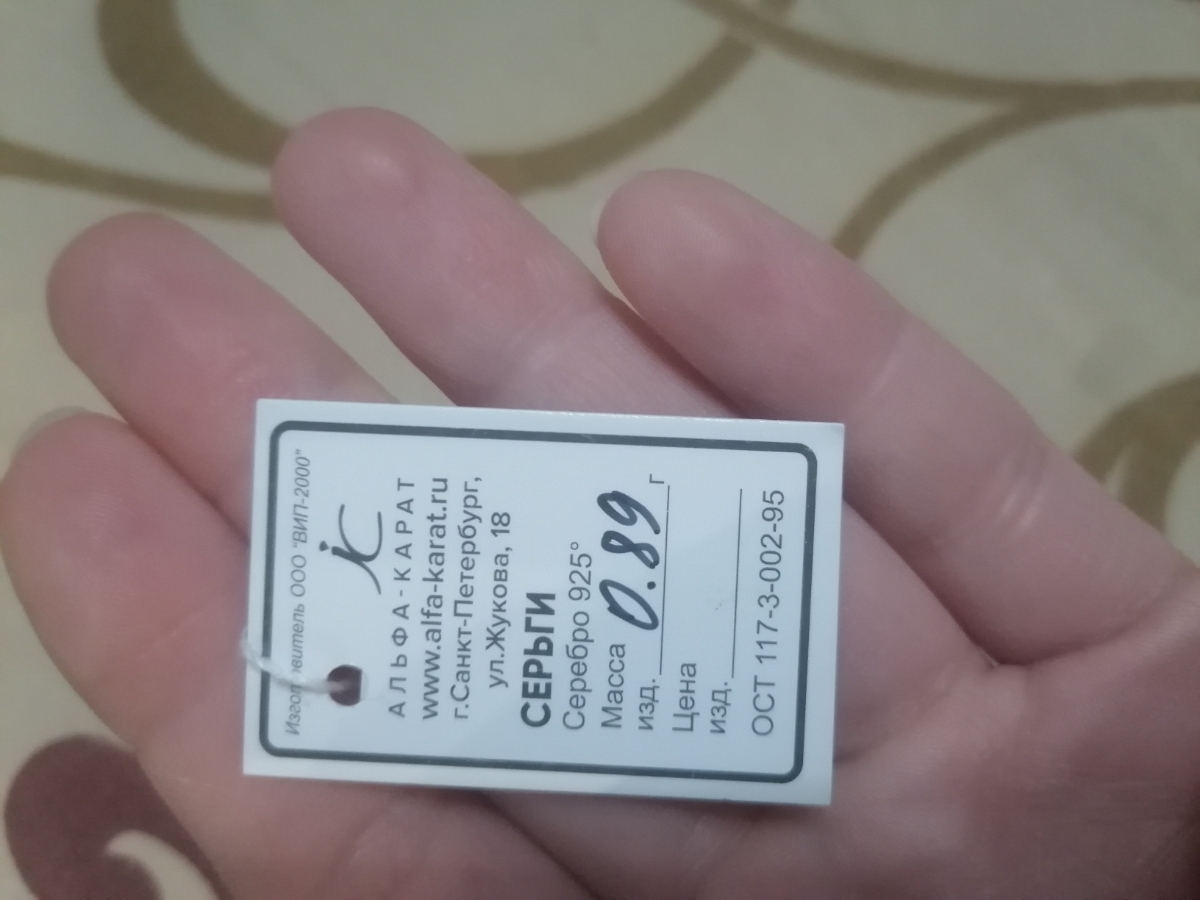 Изготовитель ООО "ВИП-2000"
АЛЬФА-КАРАТ
www.alfa-karat.ru
г.Санкт-Петербург,
ул.Жукова, 18
СЕРЬГИ
Серебро 925°
Масса
изд. 0.89 г
Цена
изд.
ОСТ 117-3-002-95